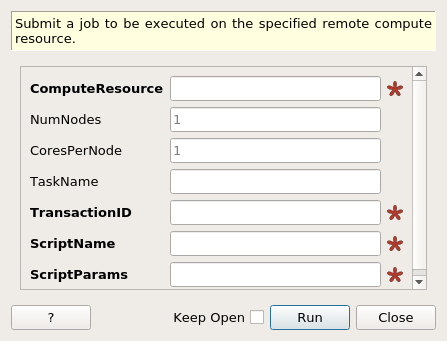 Submit a job to be executed on the specified remote compute
resource.
ComputeResource
NumNodes 1
CoresPerNode 1
TaskName
TransactionID
ScriptName
ScriptParams
? Keep Open Run Close